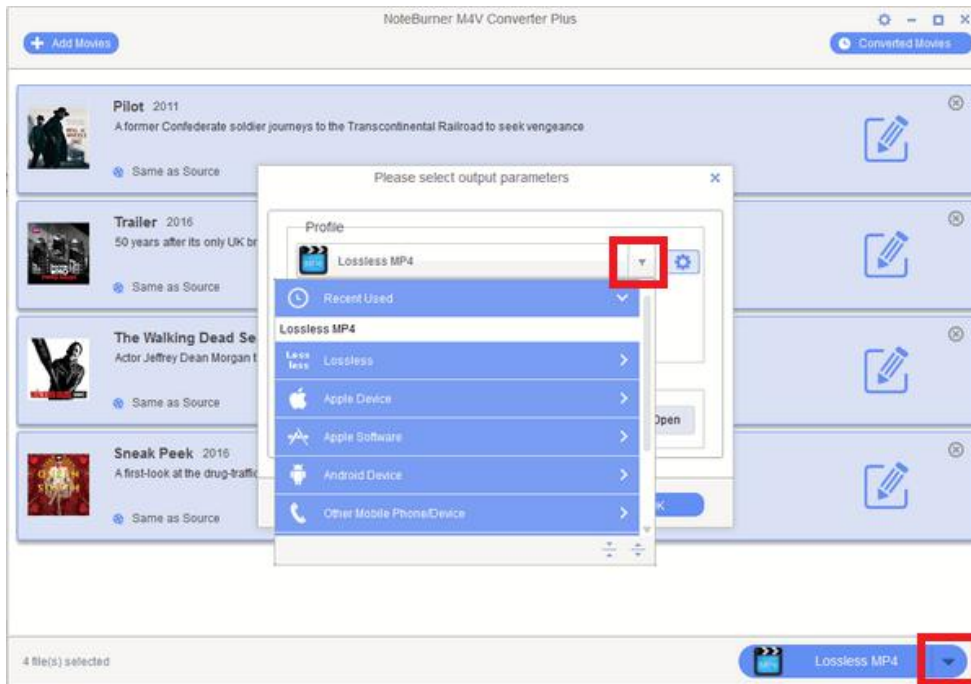 NoteBurner M4V Converter Plus
Add Movies
Converted Movies
Pilot 2011
A former Confederate soldier journeys to the Transcontinental Railroad to seek vengeance
Same as Source
Please select output parameters
Trailer 2016
50 years after its only UK
Same as Source
Profile
Lossless MP4
Recent Used
Lossless MP4
Loss less Lossless
Apple Device
Apple Software
Android Device
Other Mobile Phone/Device
Open
The Walking Dead Se
Actor Jeffrey Dean Morgan
Same as Source
Sneak Peek 2016
A first-look at the drug-traffic
Same as Source
4 file(s) selected
MP4
Lossless MP4